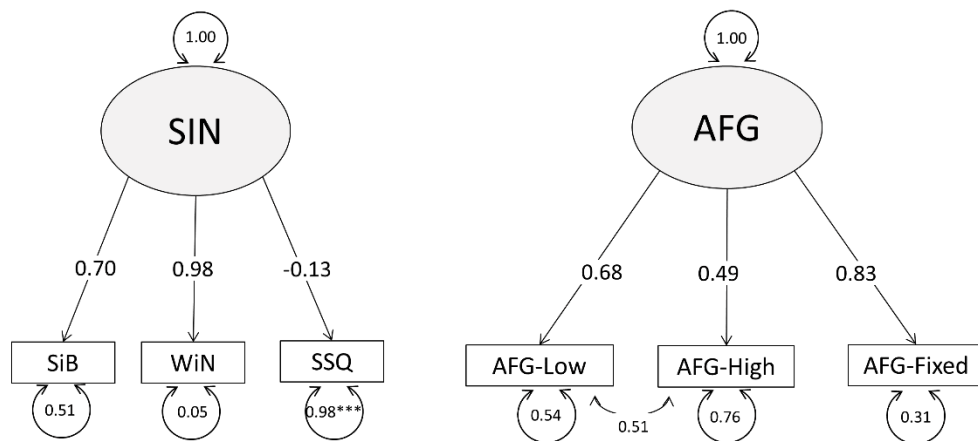 1.00 1.00
SIN AFG
0.70 0.98 -0.13 0.68 0.49 0.83
SiB WiN SSQ AFG-Low AFG-High AFG-Fixed
0.51 0.05 0.98*** 0.54 0.51 0.76 0.31